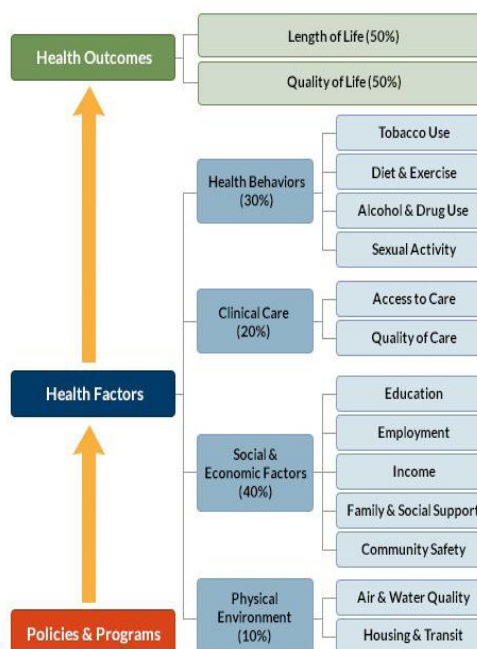 Health Outcomes
Length of Life (50%)
Quality of Life (50%)
Health Factors
Health Behaviors
(30%)
Tobacco Use
Diet & Exercise
Alcohol & Drug Use
Sexual Activity
Clinical Care
(20%)
Access to Care
Quality of Care
Social &
Economic Factors
(40%)
Education
Employment
Income
Family & Social Support
Community Safety
Physical
Environment
(10%)
Air & Water Quality
Housing & Transit
Policies & Programs